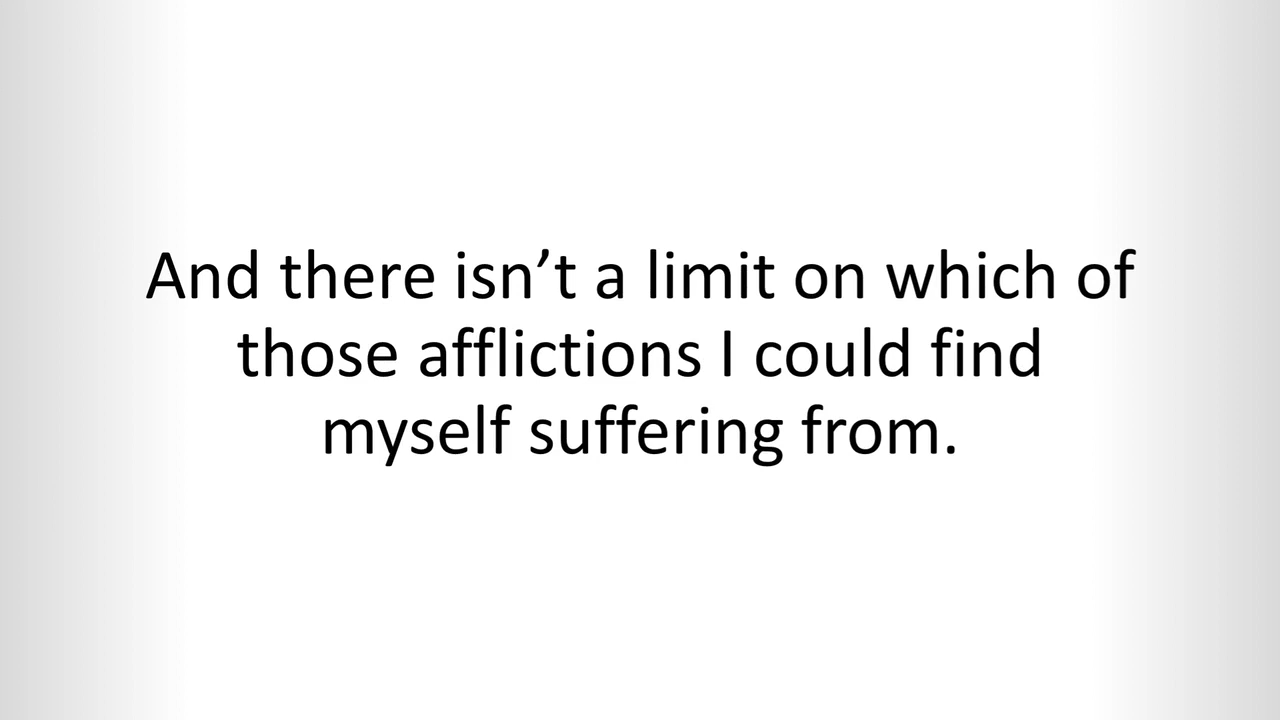 And there isn’t a limit on which of
those afflictions I could find
myself suffering from.